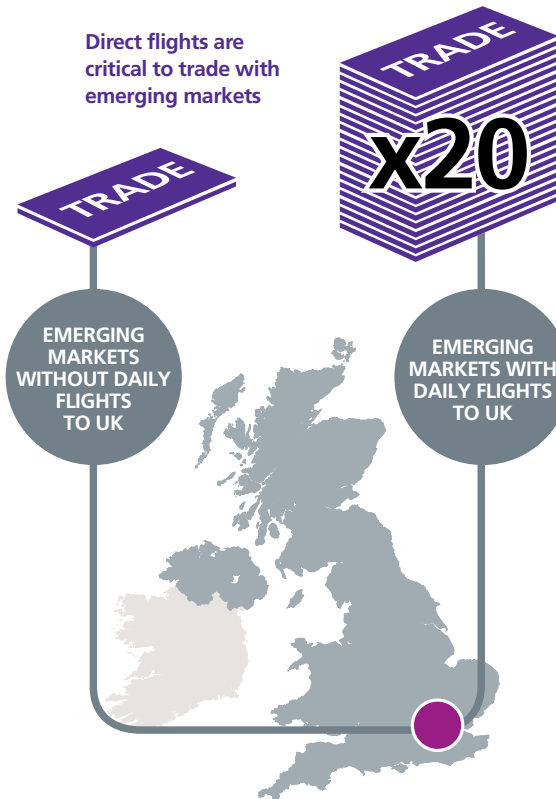 Direct flights are
critical to trade with
emerging markets
TRADE
TRADE
x20
EMERGING
MARKETS
WITHOUT DAILY
FLIGHTS
TO UK
EMERGING
MARKETS WITH
DAILY FLIGHTS
TO UK